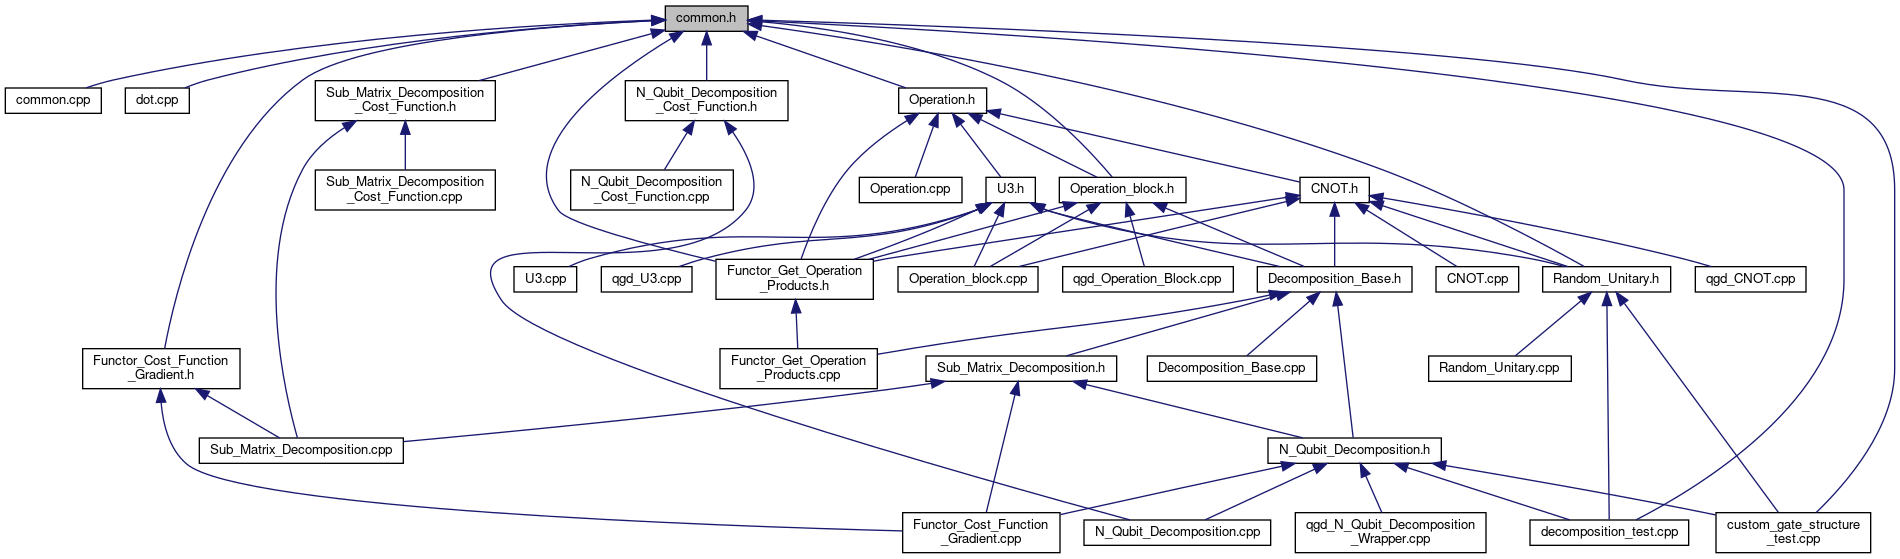 common.h
common.cpp
dot.cpp
Sub_Matrix_Decomposition
_Cost_Function.h
N_Qubit_Decomposition
_Cost_Function.h
Operation.h
Sub_Matrix_Decomposition
_Cost_Function.cpp
N_Qubit_Decomposition
_Cost_Function.cpp
Operation.cpp
U3.h
Operation_block.h
CNOT.h
U3.cpp
qgd_U3.cpp
Functor_Get_Operation
_Products.h
Operation_block.cpp
qgd_Operation_Block.cpp
Decomposition_Base.h
CNOT.cpp
Random_Unitary.h
qgd_CNOT.cpp
Functor_Cost_Function
_Gradient.h
Functor_Get_Operation
_Products.cpp
Sub_Matrix_Decomposition.h
Decomposition_Base.cpp
Random_Unitary.cpp
Sub_Matrix_Decomposition.cpp
N_Qubit_Decomposition.h
Functor_Cost_Function
_Gradient.cpp
N_Qubit_Decomposition.cpp
qgd_N_Qubit_Decomposition
_Wrapper.cpp
decomposition_test.cpp
custom_gate_structure
_test.cpp